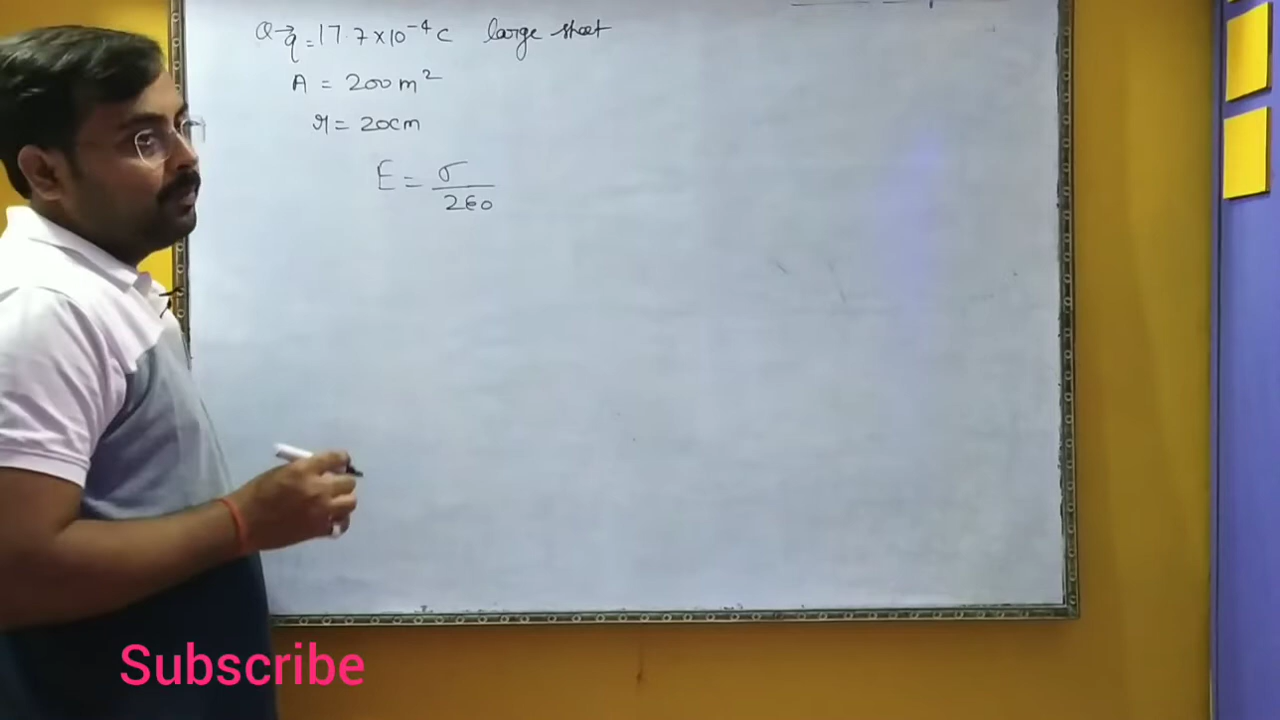 Q→ q = 17.7×10⁻⁴ C large sheet
A = 200 m²
r = 20cm
E = σ / 2ε₀
Subscribe